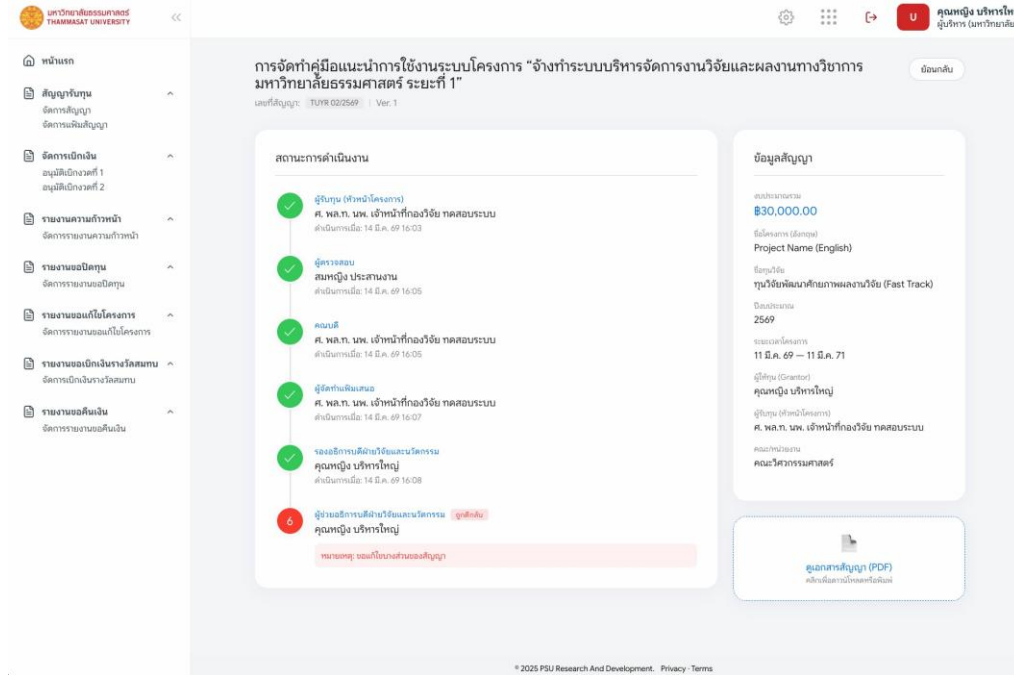 มหาวิทยาลัยธรรมศาสตร์
THAMMASAT UNIVERSITY
U
คุณหญิง บริหารให
ผู้บริหาร (มหาวิทยาลัย
หน้าแรก
สัญญารับทุน
จัดการสัญญา
จัดการแฟ้มสัญญา
จัดการเบิกเงิน
อนุมัติเบิกงวดที่ 1
อนุมัติเบิกงวดที่ 2
รายงานความก้าวหน้า
จัดการรายงานความก้าวหน้า
รายงานขอปิดทุน
จัดการรายงานขอปิดทุน
รายงานขอแก้ไขโครงการ
จัดการรายงานขอแก้ไขโครงการ
รายงานขอเบิกเงินรางวัลสมทบ
จัดการเบิกเงินรางวัลสมทบ
รายงานขอคืนเงิน
จัดการรายงานขอคืนเงิน
การจัดทำคู่มือแนะนำการใช้งานระบบโครงการ “จ้างทำระบบบริหารจัดการงานวิจัยและผลงานทางวิชาการ
มหาวิทยาลัยธรรมศาสตร์ ระยะที่ 1”
ย้อนกลับ
เลขที่สัญญา: TUYR 02/2569 | Ver. 1
สถานะการดำเนินงาน
ผู้รับทุน (หัวหน้าโครงการ)
ศ. พล.ท. นพ. เจ้าหน้าที่กองวิจัย ทดสอบระบบ
ดำเนินการเมื่อ: 14 มี.ค. 69 16:03
ผู้ตรวจสอบ
สมหญิง ประสานงาน
ดำเนินการเมื่อ: 14 มี.ค. 69 16:05
คณบดี
ศ. พล.ท. นพ. เจ้าหน้าที่กองวิจัย ทดสอบระบบ
ดำเนินการเมื่อ: 14 มี.ค. 69 16:05
ผู้จัดทำแฟ้มเสนอ
ศ. พล.ท. นพ. เจ้าหน้าที่กองวิจัย ทดสอบระบบ
ดำเนินการเมื่อ: 14 มี.ค. 69 16:07
รองอธิการบดีฝ่ายวิจัยและนวัตกรรม
คุณหญิง บริหารใหญ่
ดำเนินการเมื่อ: 14 มี.ค. 69 16:08
6
ผู้ช่วยอธิการบดีฝ่ายวิจัยและนวัตกรรม ถูกตีกลับ
คุณหญิง บริหารใหญ่
หมายเหตุ: ขอแก้ไขบางส่วนของสัญญา
ข้อมูลสัญญา
งบประมาณรวม
฿30,000.00
ชื่อโครงการ (อังกฤษ)
Project Name (English)
ชื่อทุนวิจัย
ทุนวิจัยพัฒนาศักยภาพผลงานวิจัย (Fast Track)
ปีงบประมาณ
2569
ระยะเวลาโครงการ
11 มี.ค. 69 — 11 มี.ค. 71
ผู้ให้ทุน (Grantor)
คุณหญิง บริหารใหญ่
ผู้รับทุน (หัวหน้าโครงการ)
ศ. พล.ท. นพ. เจ้าหน้าที่กองวิจัย ทดสอบระบบ
คณะ/หน่วยงาน
คณะวิศวกรรมศาสตร์
ดูเอกสารสัญญา (PDF)
คลิกเพื่อดาวน์โหลดหรือพิมพ์
© 2025 PSU Research And Development. Privacy · Terms